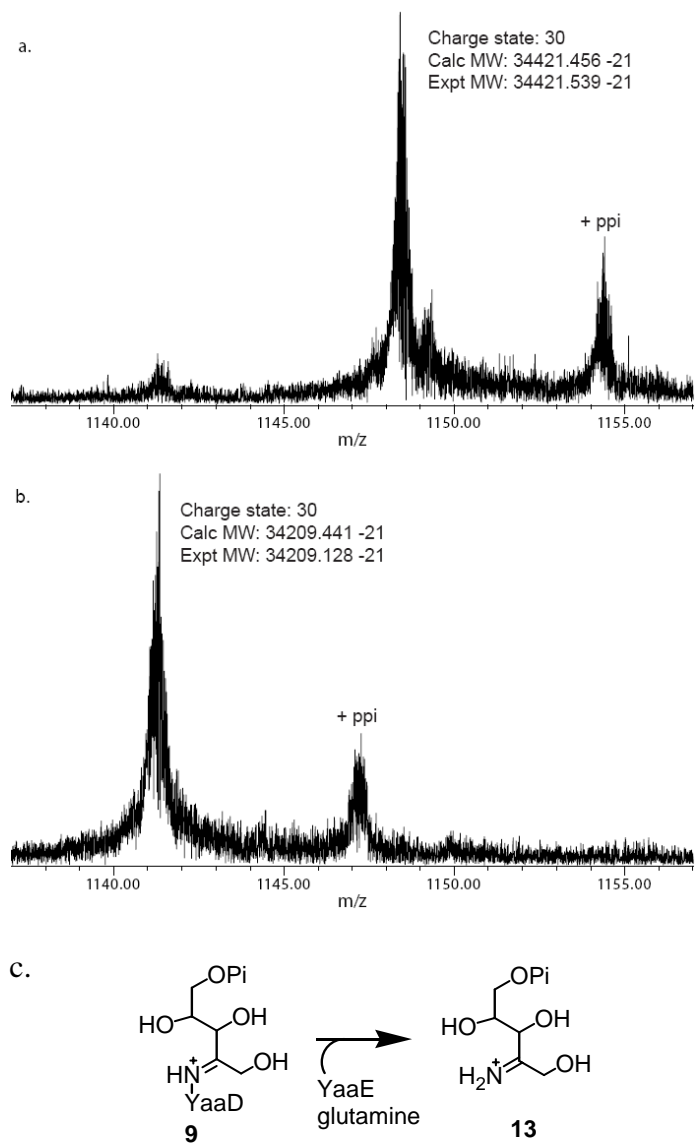 a.
Charge state: 30
Calc MW: 34421.456 -21
Expt MW: 34421.539 -21
+ ppi
1140.00 1145.00 1150.00 1155.00
m/z
b.
Charge state: 30
Calc MW: 34209.441 -21
Expt MW: 34209.128 -21
+ ppi
1140.00 1145.00 1150.00 1155.00
m/z
c.
OPi
HO
OH
OH
HN
+
YaaD
9
YaaE
glutamine
OPi
HO
OH
OH
H2N
+
13